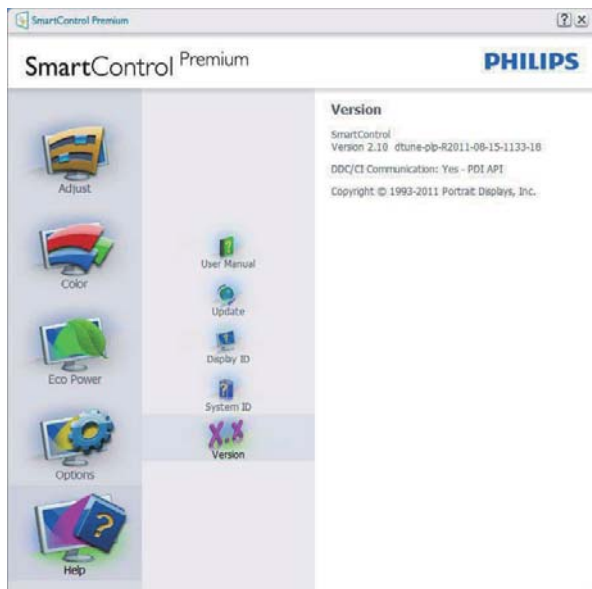 SmartControl Premium
SmartControl Premium
PHILIPS
Adjust
Color
Eco Power
Options
Help
User Manual
Update
Display ID
System ID
X.X
Version
Version
SmartControl
Version 2.10 dtune-plp-R2011-08-15-1133-18
DDC/CI Communication: Yes - PDI API
Copyright © 1993-2011 Portrait Displays, Inc.